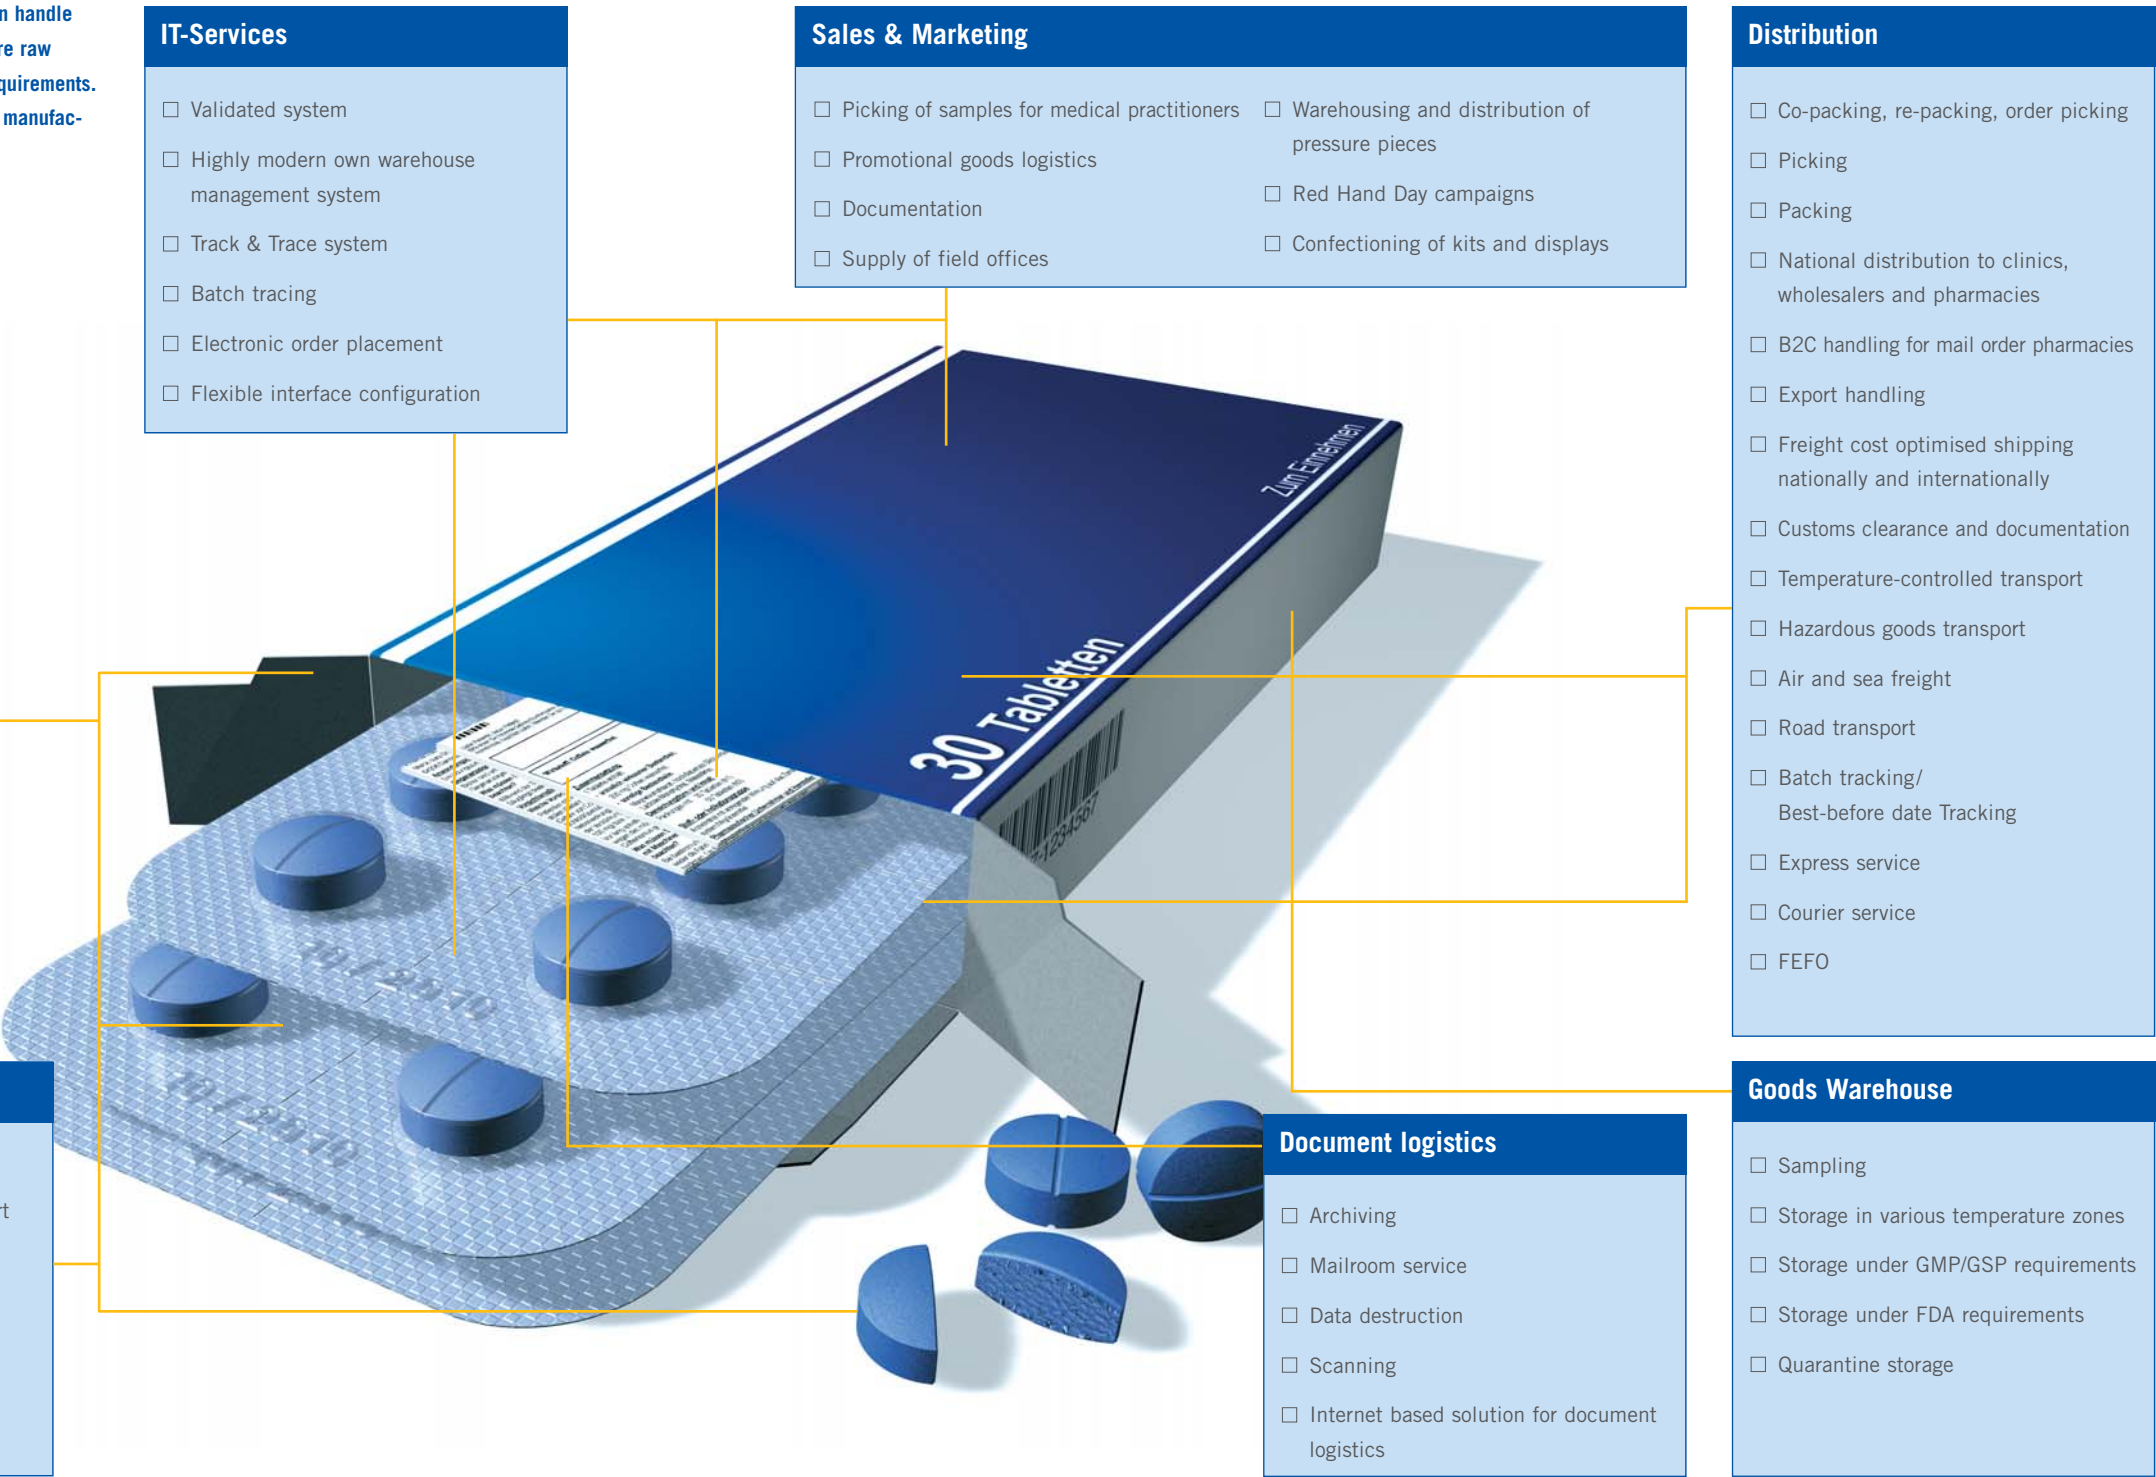 n handle
re raw
quirements.
manufac-
IT-Services
□ Validated system
□ Highly modern own warehouse
management system
□ Track & Trace system
□ Batch tracing
□ Electronic order placement
□ Flexible interface configuration
Sales & Marketing
□ Picking of samples for medical practitioners
□ Promotional goods logistics
□ Documentation
□ Supply of field offices
□ Warehousing and distribution of
pressure pieces
□ Red Hand Day campaigns
□ Confectioning of kits and displays
Distribution
□ Co-packing, re-packing, order picking
□ Picking
□ Packing
□ National distribution to clinics,
wholesalers and pharmacies
□ B2C handling for mail order pharmacies
□ Export handling
□ Freight cost optimised shipping
nationally and internationally
□ Customs clearance and documentation
□ Temperature-controlled transport
□ Hazardous goods transport
□ Air and sea freight
□ Road transport
□ Batch tracking/
Best-before date Tracking
□ Express service
□ Courier service
□ FEFO
Zum Einnehmen
30 Tabletten
7-1234567
rt
Document logistics
□ Archiving
□ Mailroom service
□ Data destruction
□ Scanning
□ Internet based solution for document
logistics
Goods Warehouse
□ Sampling
□ Storage in various temperature zones
□ Storage under GMP/GSP requirements
□ Storage under FDA requirements
□ Quarantine storage